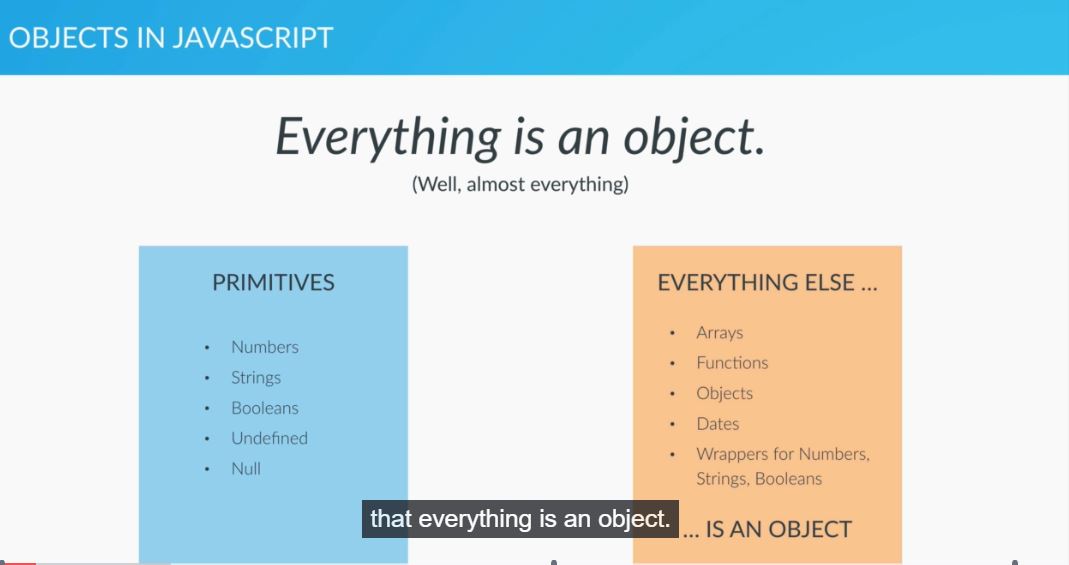 OBJECTS IN JAVASCRIPT
Everything is an object.
(Well, almost everything)
PRIMITIVES
• Numbers
• Strings
• Booleans
• Undefined
• Null
EVERYTHING ELSE ...
• Arrays
• Functions
• Objects
• Dates
• Wrappers for Numbers,
Strings, Booleans
... IS AN OBJECT
that everything is an object.